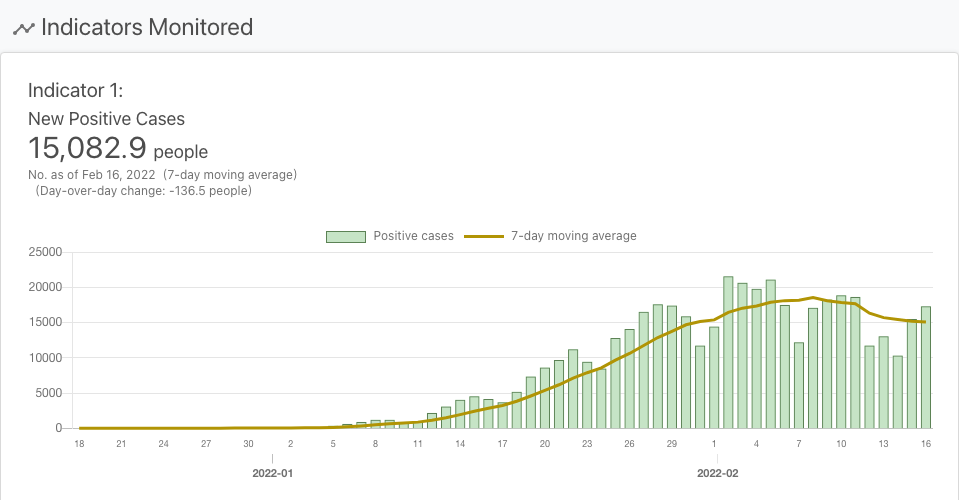 Indicators Monitored
Indicator 1:
New Positive Cases
15,082.9 people
No. as of Feb 16, 2022 (7-day moving average)
(Day-over-day change: -136.5 people)
Positive cases 7-day moving average
25000
20000
15000
10000
5000
0
18 21 24 27 30 2 5 8 11 14 17 20 23 26 29 1 4 7 10 13 16
2022-01 2022-02